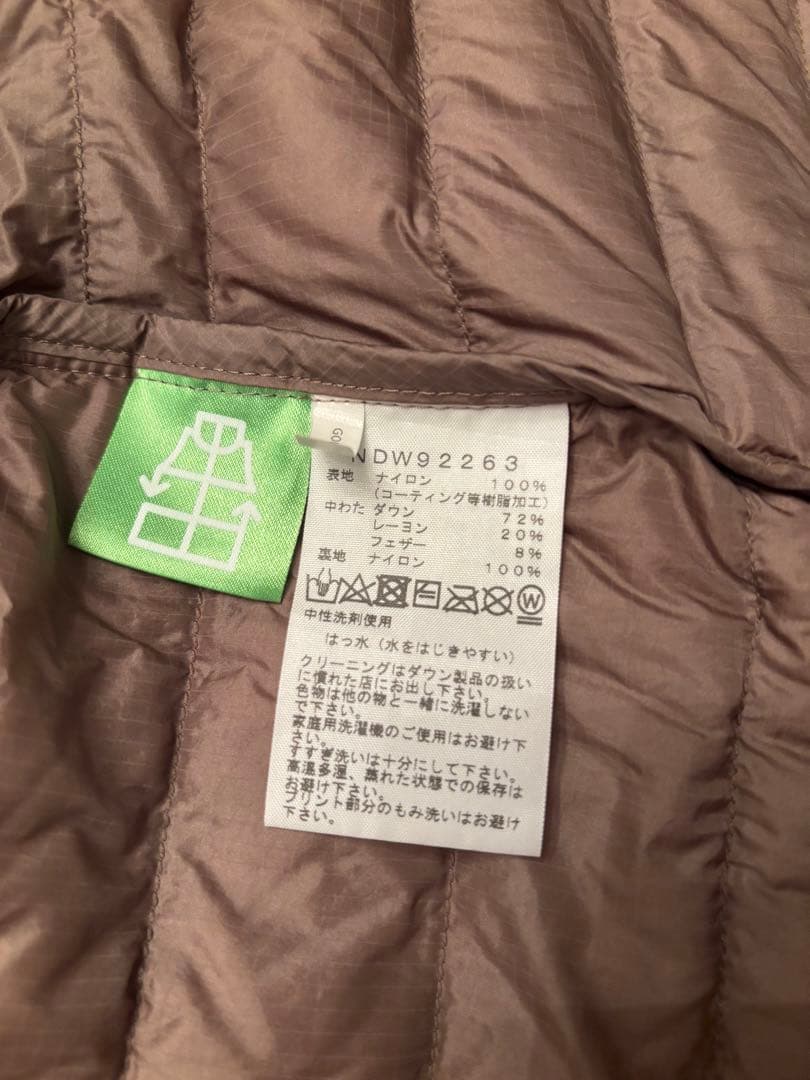 GO
NDW92263
表地 ナイロン 100%
(コーティング等樹脂加工)
中わた ダウン 72%
レーヨン 20%
フェザー 8%
裏地 ナイロン 100%
W
中性洗剤使用
はっ水（水をはじきやすい）
クリーニングはダウン製品の扱い
に慣れた店にお出し下さい。
色物は他の物と一緒に洗濯しない
で下さい。
家庭用洗濯機のご使用はお避け下
さい。
すすぎ洗いは十分にして下さい。
高温多湿、蒸れた状態での保存は
お避け下さい。
プリント部分のもみ洗いはお避け
下さい。